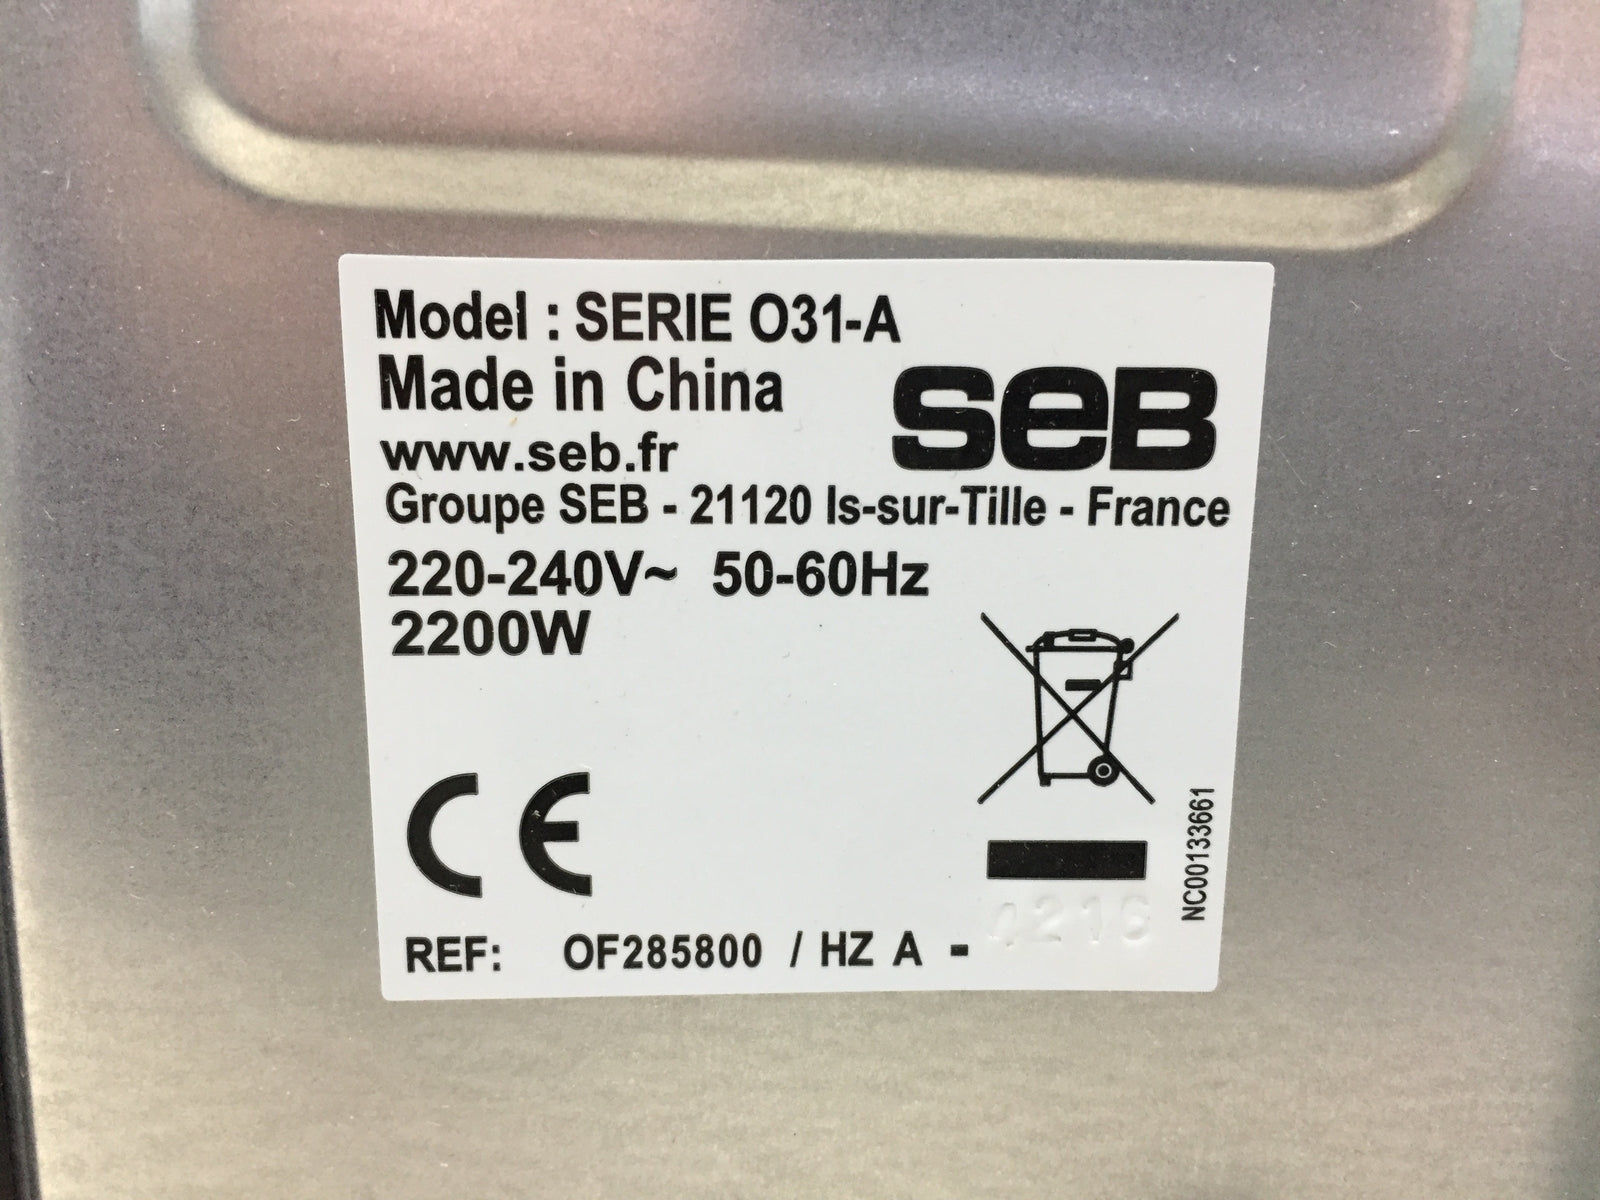 Model : SERIE O31-A
Made in China
seb
www.seb.fr
Groupe SEB - 21120 Is-sur-Tille - France
220-240V~ 50-60Hz
2200W
CE
NC00133661
REF: OF285800 / HZ A -